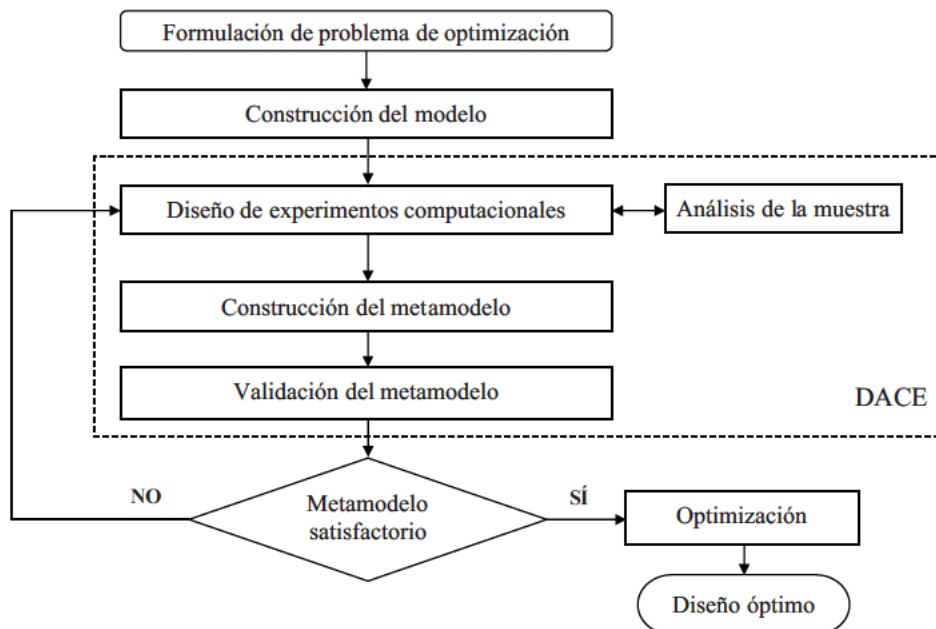 Formulación de problema de optimización
Construcción del modelo
Diseño de experimentos computacionales
Análisis de la muestra
Construcción del metamodelo
Validación del metamodelo
DACE
NO
Metamodelo
satisfactorio
SÍ
Optimización
Diseño óptimo